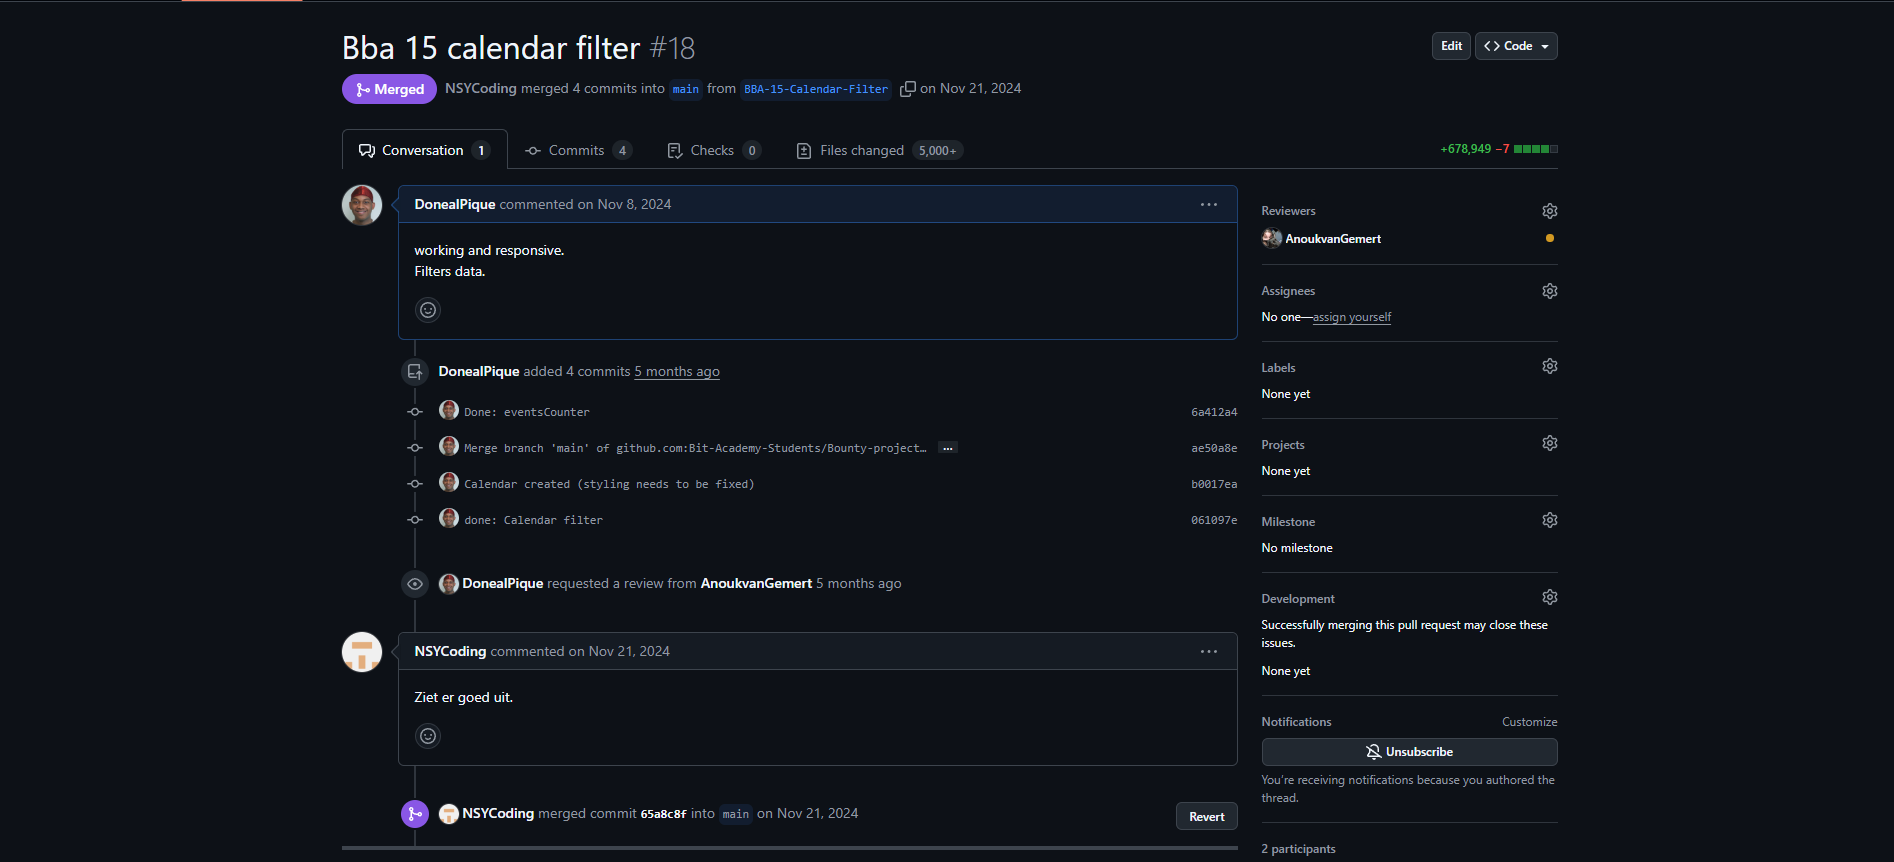 Bba 15 calendar filter #18
Edit
Code
Merged
NSYCoding merged 4 commits into main from BBA-15-Calendar-Filter on Nov 21, 2024
Conversation 1
Commits 4
Checks 0
Files changed 5,000+
+678,949 −7
DonealPique commented on Nov 8, 2024
working and responsive.
Filters data.
DonealPique added 4 commits 5 months ago
Done: eventsCounter 6a412a4
Merge branch 'main' of github.com:Bit-Academy-Students/Bounty-project… ... ae50a8e
Calendar created (styling needs to be fixed) b0017ea
done: Calendar filter 061097e
DonealPique requested a review from AnoukvanGemert 5 months ago
NSYCoding commented on Nov 21, 2024
Ziet er goed uit.
NSYCoding merged commit 65a8c8f into main on Nov 21, 2024
Revert
Reviewers
AnoukvanGemert
Assignees
No one—assign yourself
Labels
None yet
Projects
None yet
Milestone
No milestone
Development
Successfully merging this pull request may close these
issues.
None yet
Notifications Customize
Unsubscribe
You're receiving notifications because you authored the
thread.
2 participants